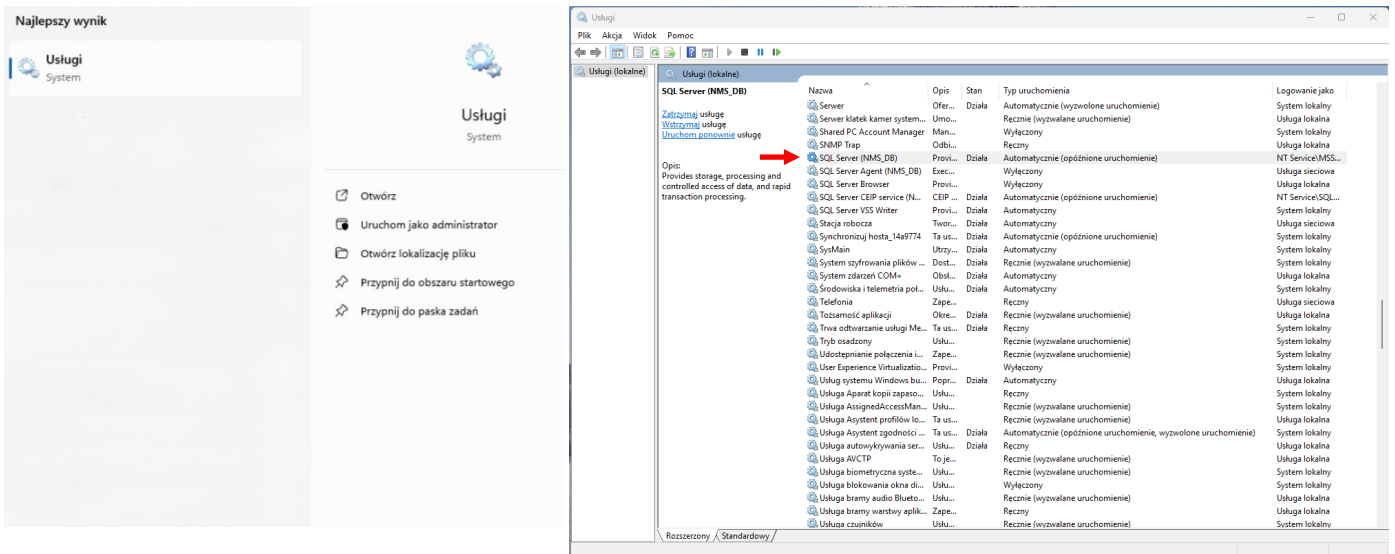 Najlepszy wynik
Usługi
System
Usługi
System
Otwórz
Uruchom jako administrator
Otwórz lokalizację pliku
Przypnij do obszaru startowego
Przypnij do paska zadań
Usługi
Plik Akcja Widok Pomoc
Usługi (lokalne)
Usługi (lokalne)
SQL Server (NMS_DB)
Zatrzymaj usługę
Wstrzymaj usługę
Uruchom ponownie usługę
Opis:
Provides storage, processing and
controlled access of data, and rapid
transaction processing.
Nazwa Opis Stan Typ uruchomienia Logowanie jako
Serwer Ofer... Działa Automatycznie (wyzwolone uruchomienie) System lokalny
Serwer klatek kamer system... Umo... Ręcznie (wyzwalane uruchomienie) Usługa lokalna
Shared PC Account Manager Man... Wyłączony System lokalny
SNMP Trap Odbi... Ręczny Usługa lokalna
SQL Server (NMS_DB) Provi... Działa Automatycznie (opóźnione uruchomienie) NT Service\MSS...
SQL Server Agent (NMS_DB) Exec... Wyłączony Usługa sieciowa
SQL Server Browser Provi... Wyłączony Usługa lokalna
SQL Server CEIP service (N... CEIP ... Działa Automatycznie (opóźnione uruchomienie) NT Service\SQL...
SQL Server VSS Writer Provi... Działa Automatyczny System lokalny
Stacja robocza Twor... Działa Automatyczny Usługa sieciowa
Synchronizuj hosta_14a9774 Ta us... Działa Automatycznie (opóźnione uruchomienie) System lokalny
SysMain Utrzy... Działa Automatyczny System lokalny
System szyfrowania plików ... Dost... Działa Ręcznie (wyzwalane uruchomienie) System lokalny
System zdarzeń COM+ Obsł... Działa Automatyczny Usługa lokalna
Środowiska i telemetria poł... Usłu... Działa Automatyczny System lokalny
Telefonia Zape... Ręczny Usługa sieciowa
Tożsamość aplikacji Okre... Działa Ręcznie (wyzwalane uruchomienie) Usługa lokalna
Trwa odtwarzanie usługi Me... Ta us... Działa Ręczny System lokalny
Tryb osadzony Usłu... Ręcznie (wyzwalane uruchomienie) System lokalny
Udostępnianie połączenia i... Zape... Ręcznie (wyzwalane uruchomienie) System lokalny
User Experience Virtualizatio... Provi... Wyłączony System lokalny
Usług systemu Windows bu... Popr... Działa Automatyczny Usługa lokalna
Usługa Aparat kopii zapaso... Usłu... Ręczny System lokalny
Usługa AssignedAccessMan... Usłu... Ręcznie (wyzwalane uruchomienie) System lokalny
Usługa Asystent profilów lo... Ta us... Ręcznie (wyzwalane uruchomienie) Usługa lokalna
Usługa Asystent zgodności ... Ta us... Działa Automatycznie (opóźnione uruchomienie, wyzwolone uruchomienie) System lokalny
Usługa autowykrywania ser... Usłu... Działa Ręczny Usługa lokalna
Usługa AVCTP To je... Ręcznie (wyzwalane uruchomienie) Usługa lokalna
Usługa biometryczna syste... Usłu... Ręcznie (wyzwalane uruchomienie) System lokalny
Usługa blokowania okna di... Usłu... Wyłączony System lokalny
Usługa bramy audio Blueto... Usłu... Ręcznie (wyzwalane uruchomienie) Usługa lokalna
Usługa bramy warstwy aplik... Zape... Ręczny Usługa lokalna
Usługa czujników Usłu... Ręcznie (wyzwalane uruchomienie) System lokalny
Rozszerzony Standardowy